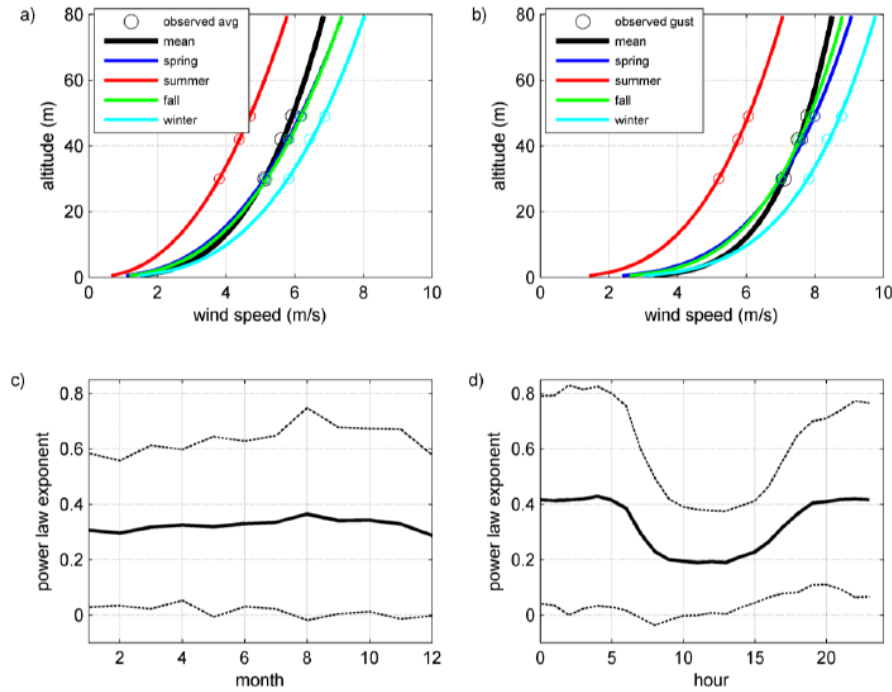 a)
observed avg
mean
spring
summer
fall
winter
altitude (m)
80
60
40
20
0
0 2 4 6 8 10
wind speed (m/s)
b)
observed gust
mean
spring
summer
fall
winter
altitude (m)
80
60
40
20
0
0 2 4 6 8 10
wind speed (m/s)
c)
power law exponent
0.8
0.6
0.4
0.2
0
2 4 6 8 10 12
month
d)
power law exponent
0.8
0.6
0.4
0.2
0
0 5 10 15 20
hour